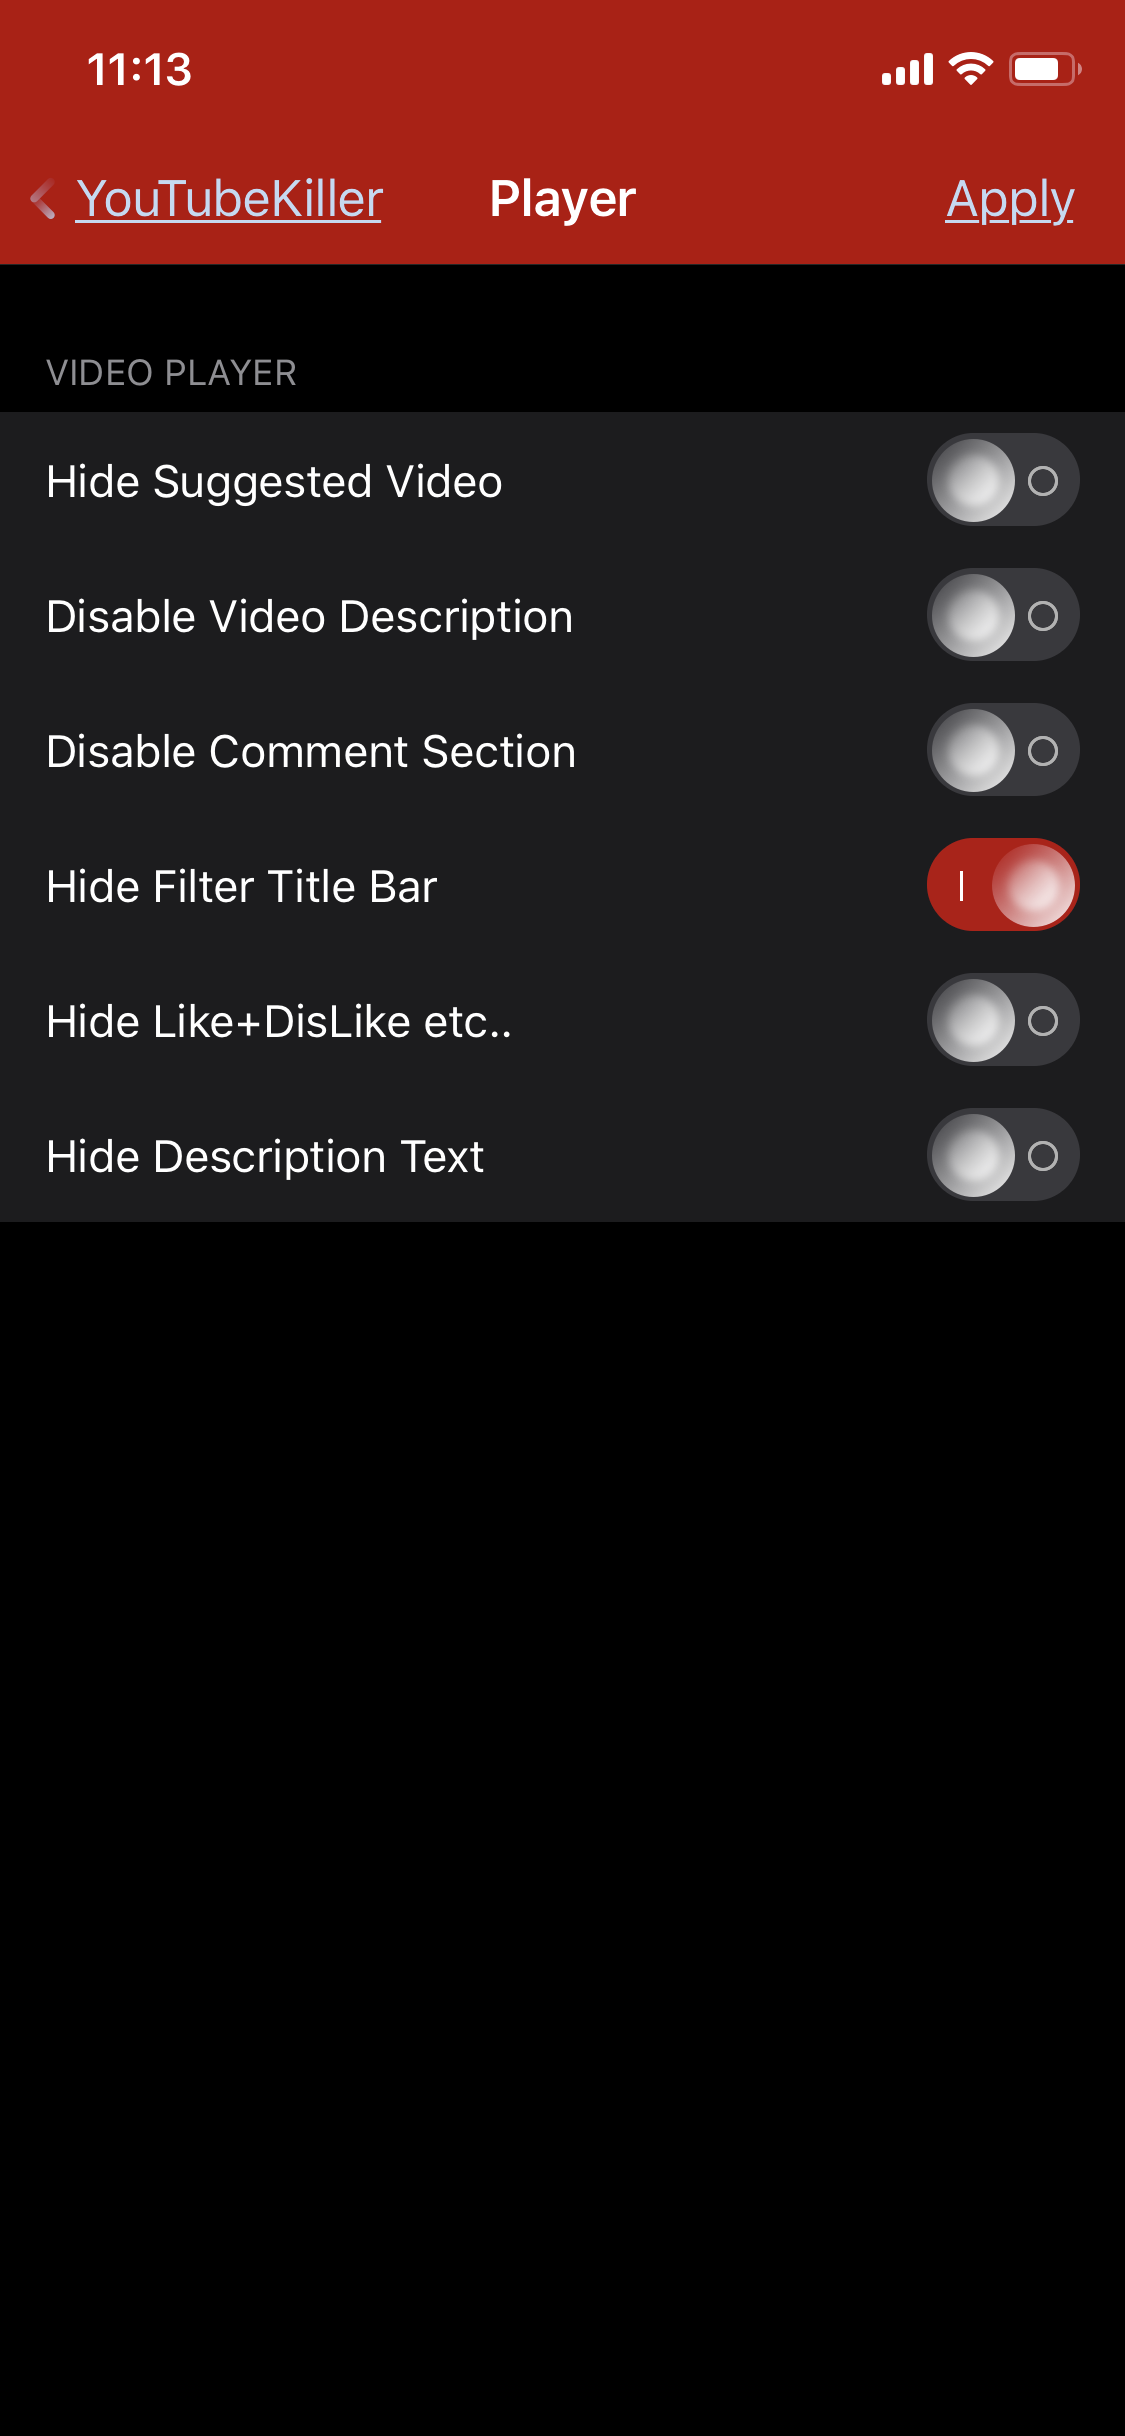 11:13
YouTubeKiller Player Apply
VIDEO PLAYER
Hide Suggested Video
Disable Video Description
Disable Comment Section
Hide Filter Title Bar
Hide Like+DisLike etc..
Hide Description Text